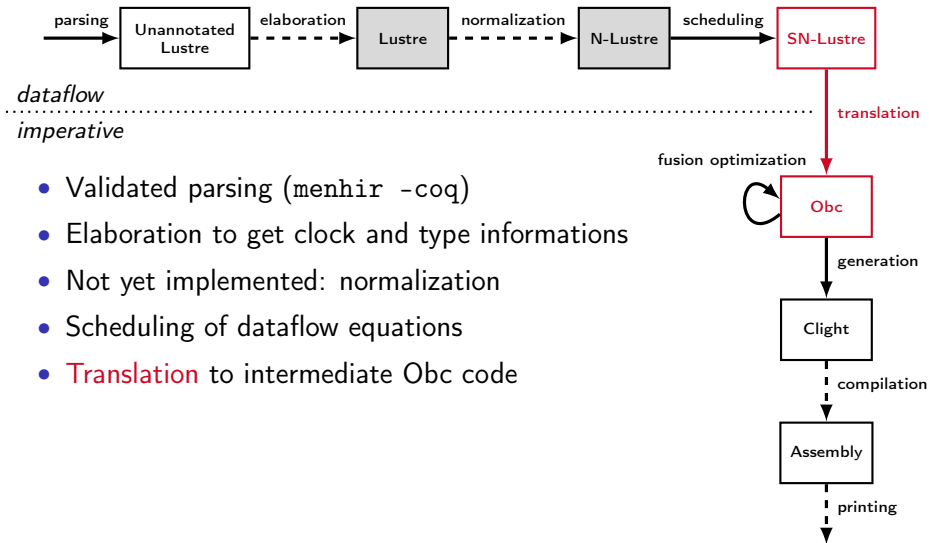 parsing
Unannotated
Lustre
elaboration
Lustre
normalization
N-Lustre
scheduling
SN-Lustre
dataflow
imperative
translation
fusion optimization
Obc
generation
Clight
compilation
Assembly
printing
• Validated parsing (menhir -coq)
• Elaboration to get clock and type informations
• Not yet implemented: normalization
• Scheduling of dataflow equations
• Translation to intermediate Obc code